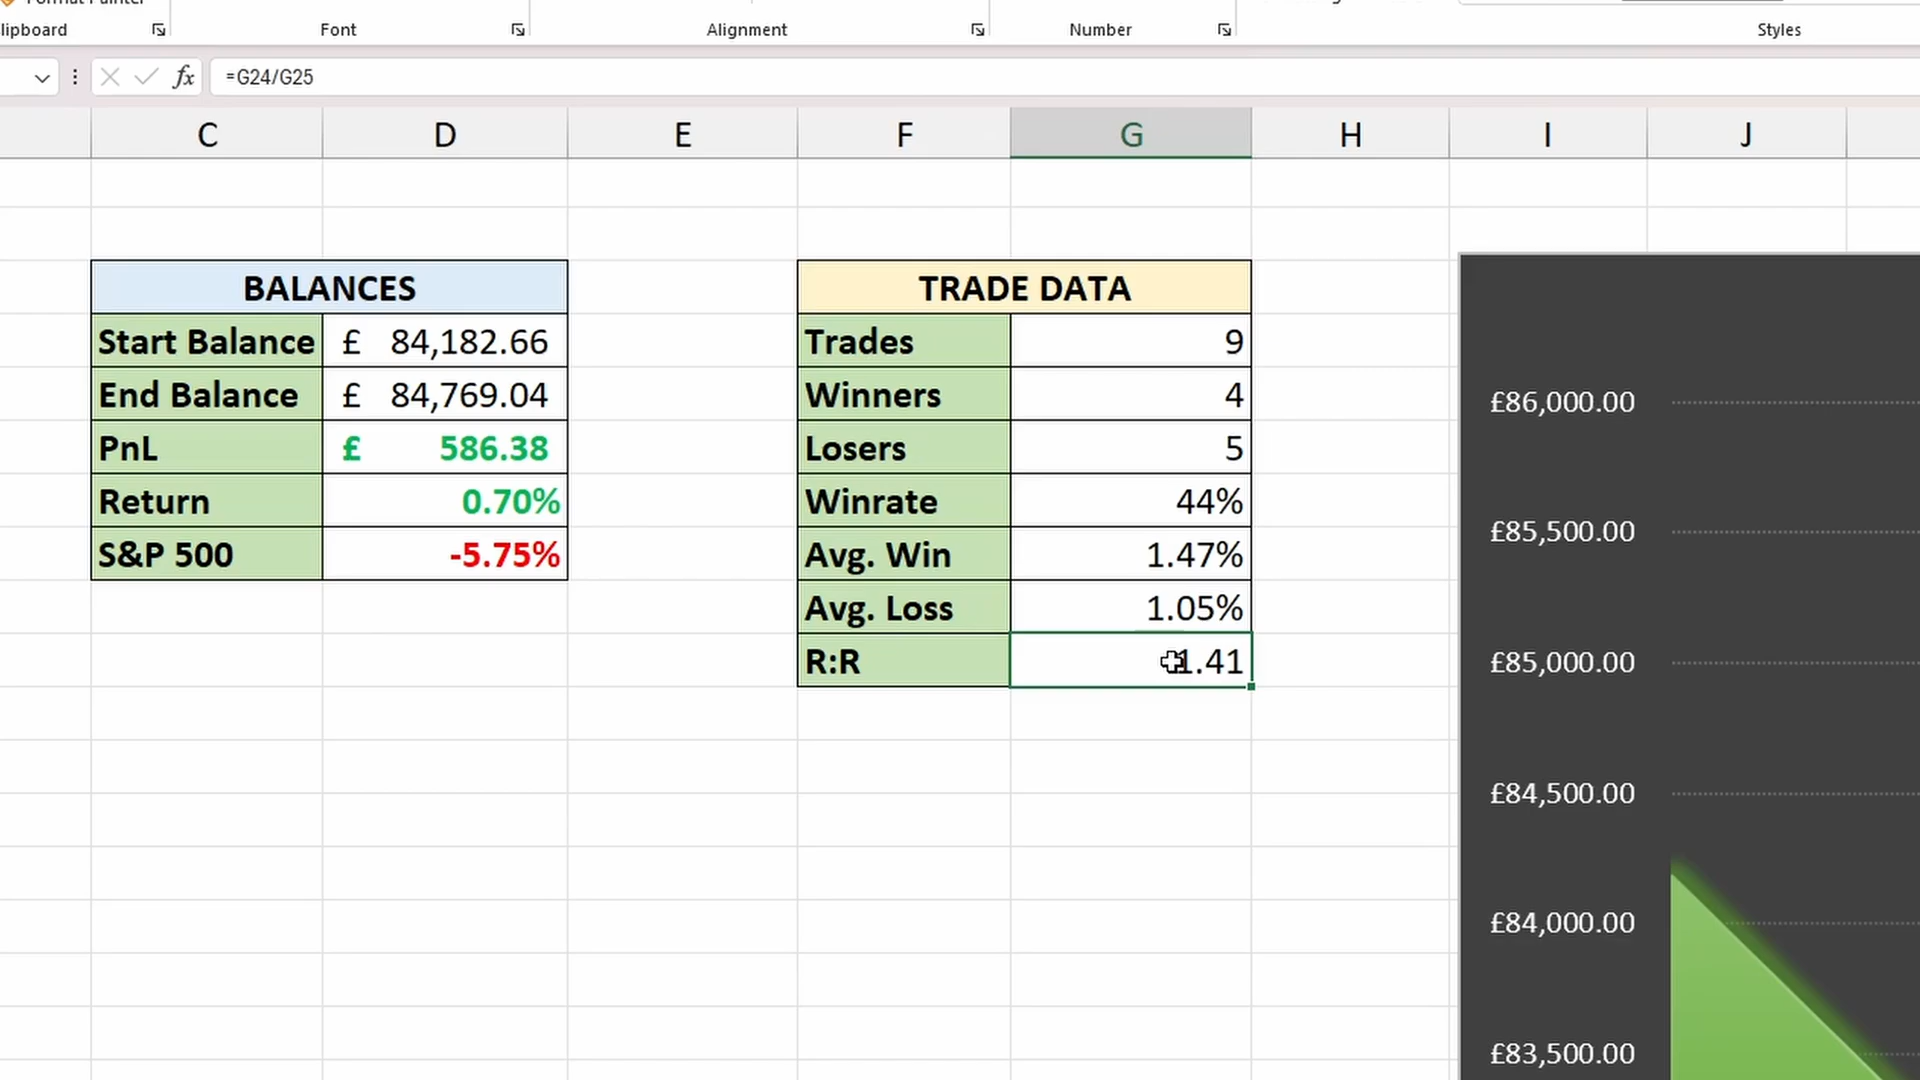 lipboard
Font
Alignment
Number
Styles
fx
=G24/G25
C D E F G H I J
BALANCES
Start Balance £ 84,182.66
End Balance £ 84,769.04
PnL £ 586.38
Return 0.70%
S&P 500 -5.75%
TRADE DATA
Trades 9
Winners 4
Losers 5
Winrate 44%
Avg. Win 1.47%
Avg. Loss 1.05%
R:R 1.41
£86,000.00
£85,500.00
£85,000.00
£84,500.00
£84,000.00
£83,500.00